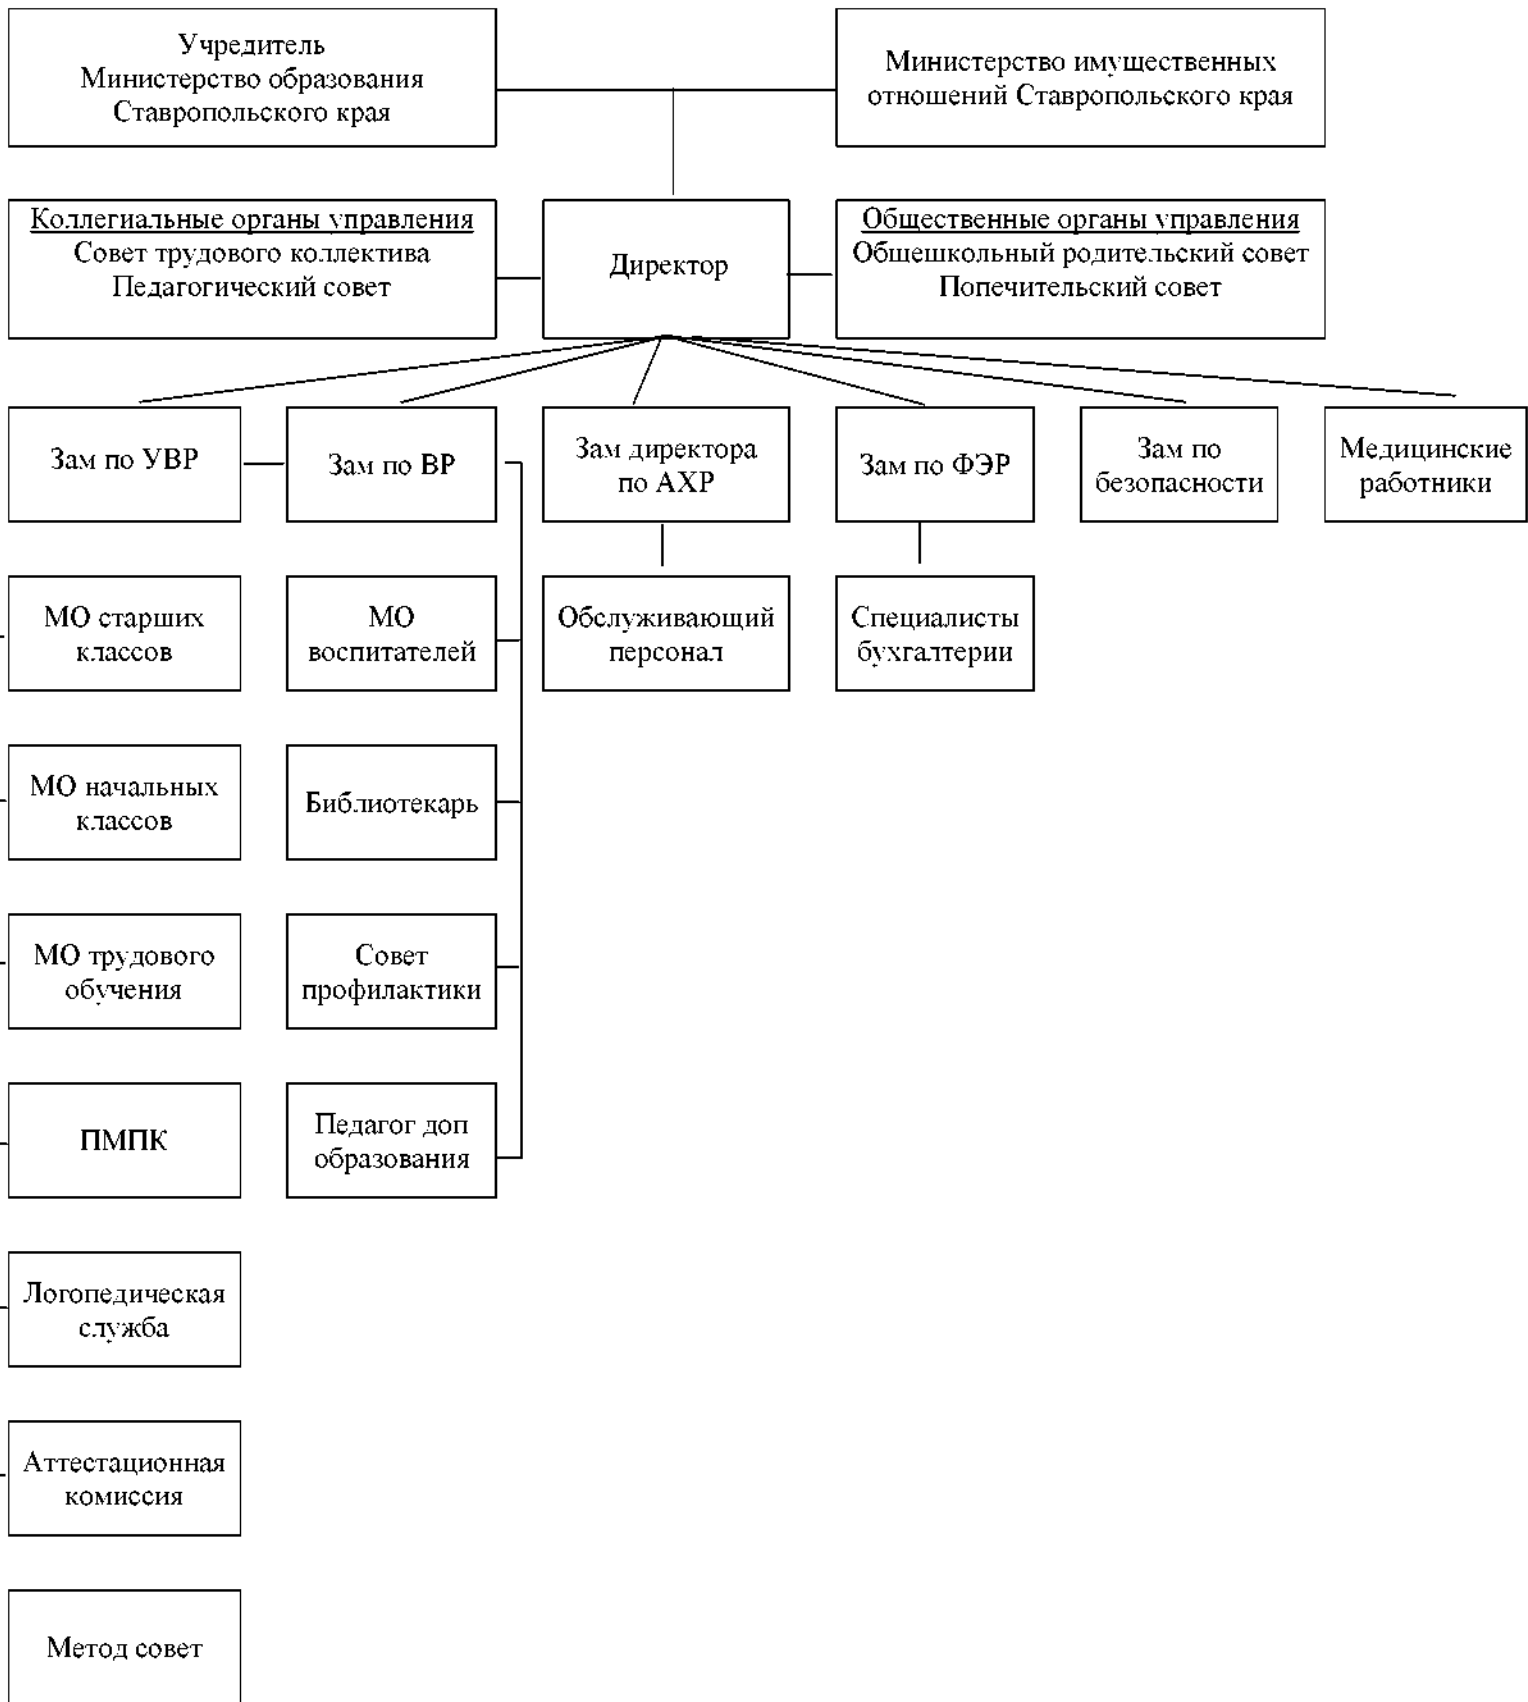 Учредитель
Министерство образования
Ставропольского края
Министерство имущественных
отношений Ставропольского края
Коллегиальные органы управления
Совет трудового коллектива
Педагогический совет
Директор
Общественные органы управления
Общешкольный родительский совет
Попечительский совет
Зам по УВР
Зам по ВР
Зам директора
по АХР
Зам по ФЭР
Зам по
безопасности
Медицинские
работники
МО старших
классов
МО
воспитателей
Обслуживающий
персонал
Специалисты
бухгалтерии
МО начальных
классов
Библиотекарь
МО трудового
обучения
Совет
профилактики
ПМПК
Педагог доп
образования
Логопедическая
служба
Аттестационная
комиссия
Метод совет